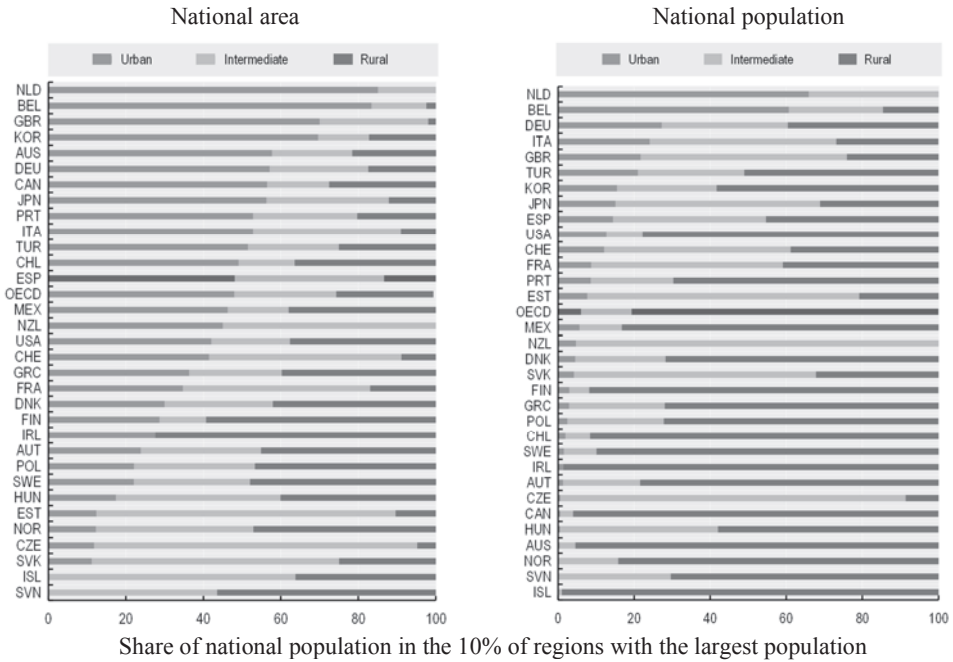 National area
Urban Intermediate Rural
NLD
BEL
GBR
KOR
AUS
DEU
CAN
JPN
PRT
ITA
TUR
CHL
ESP
OECD
MEX
NZL
USA
CHE
GRC
FRA
DNK
FIN
IRL
AUT
POL
SWE
HUN
EST
NOR
CZE
SVK
ISL
SVN
0 20 40 60 80 100
National population
Urban Intermediate Rural
NLD
BEL
DEU
ITA
GBR
TUR
KOR
JPN
ESP
USA
CHE
FRA
PRT
EST
OECD
MEX
NZL
DNK
SVK
FIN
GRC
POL
CHL
SWE
IRL
AUT
CZE
CAN
HUN
AUS
NOR
SVN
ISL
0 20 40 60 80 100
Share of national population in the 10% of regions with the largest population